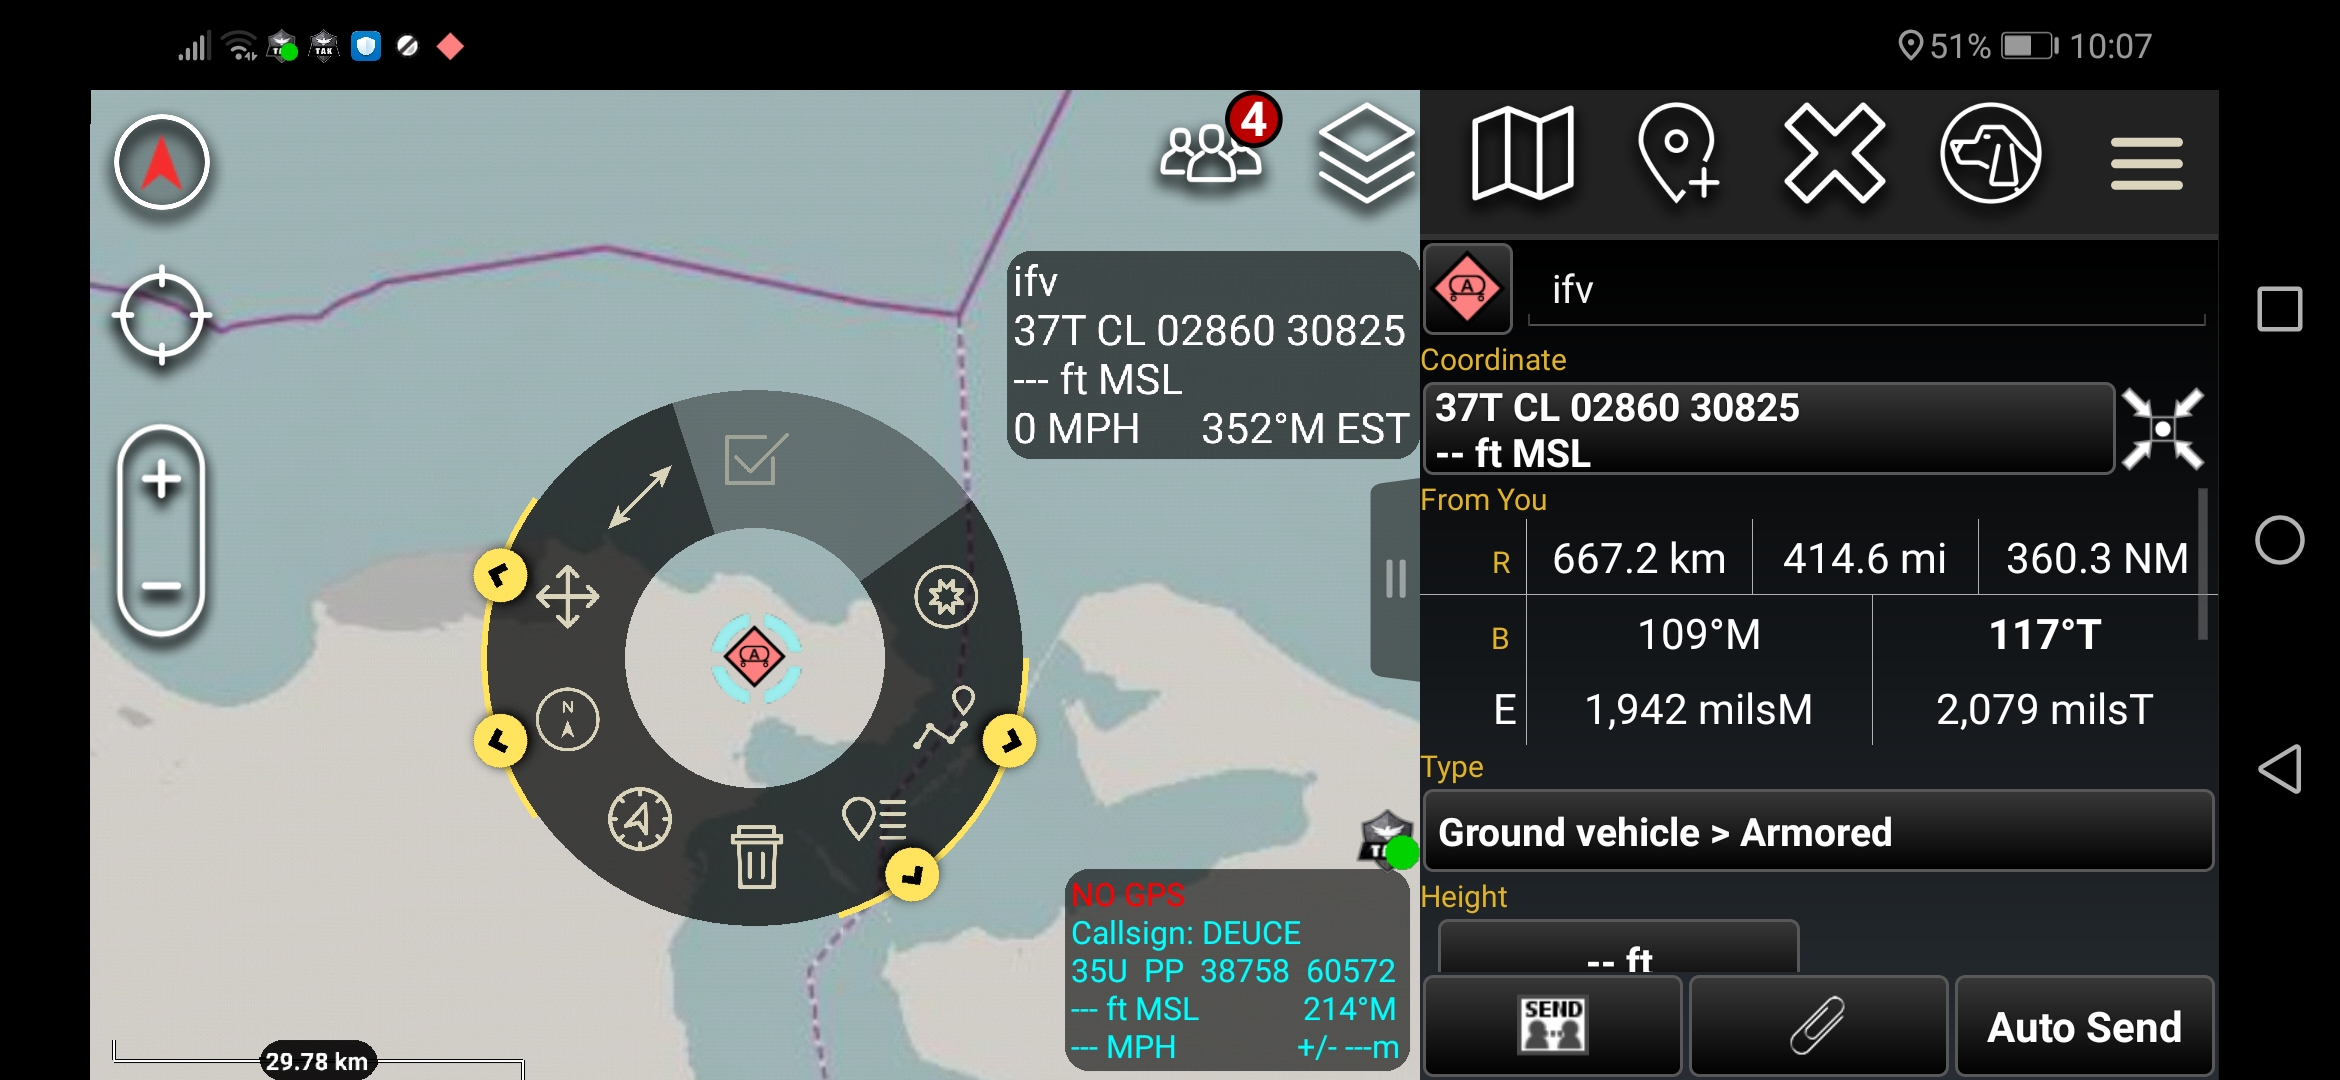 TAK
51% 10:07
4
ifv
37T CL 02860 30825
--- ft MSL
0 MPH 352°M EST
A
N
NO GPS
Callsign: DEUCE
35U PP 38758 60572
--- ft MSL 214°M
--- MPH +/- ---m
29.78 km
A
ifv
Coordinate
37T CL 02860 30825
-- ft MSL
From You
R 667.2 km 414.6 mi 360.3 NM
B 109°M 117°T
E 1,942 milsM 2,079 milsT
Type
Ground vehicle > Armored
Height
-- ft
SEND
Auto Send